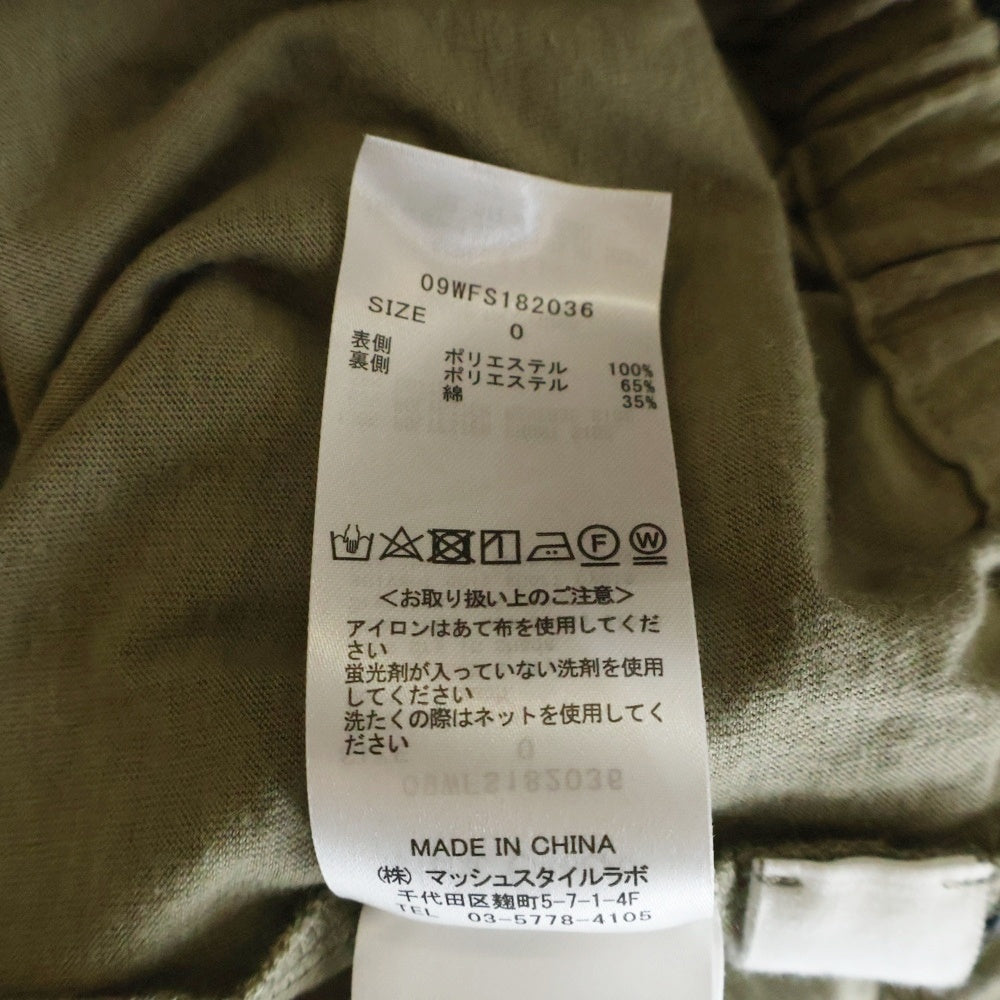 09WFS182036
SIZE 0
表側 ポリエステル 100%
裏側 ポリエステル 65%
綿 35%
F W
<お取り扱い上のご注意>
アイロンはあて布を使用してくだ
さい
蛍光剤が入っていない洗剤を使用
してください
洗たくの際はネットを使用してく
ださい
MADE IN CHINA
(株)マッシュスタイルラボ
千代田区麹町5-7-1-4F
TEL 03-5778-4105